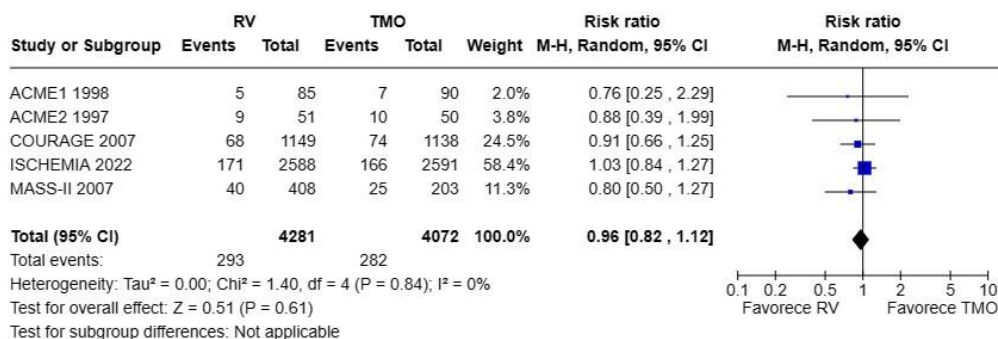 RV TMO Risk ratio Risk ratio
Study or Subgroup Events Total Events Total Weight M-H, Random, 95% CI M-H, Random, 95% CI
ACME1 1998 5 85 7 90 2.0% 0.76 [0.25 , 2.29]
ACME2 1997 9 51 10 50 3.8% 0.88 [0.39 , 1.99]
COURAGE 2007 68 1149 74 1138 24.5% 0.91 [0.66 , 1.25]
ISCHEMIA 2022 171 2588 166 2591 58.4% 1.03 [0.84 , 1.27]
MASS-II 2007 40 408 25 203 11.3% 0.80 [0.50 , 1.27]
Total (95% CI) 4281 4072 100.0% 0.96 [0.82 , 1.12]
Total events: 293 282
Heterogeneity: Tau² = 0.00; Chi² = 1.40, df = 4 (P = 0.84); I² = 0%
Test for overall effect: Z = 0.51 (P = 0.61)
Test for subgroup differences: Not applicable
0.1 0.2 0.5 1 2 5 10
Favorece RV Favorece TMO